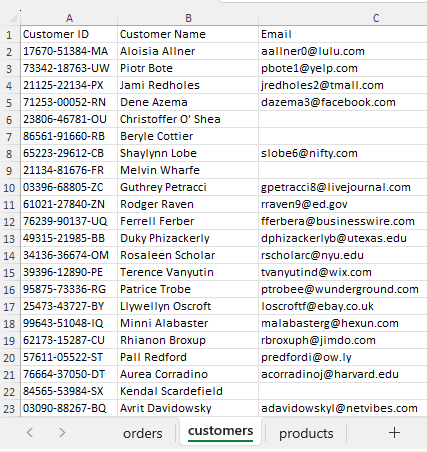 A B C
1 Customer ID Customer Name Email
2 17670-51384-MA Aloisia Allner aallner0@lulu.com
3 73342-18763-UW Piotr Bote pbote1@yelp.com
4 21125-22134-PX Jami Redholes jredholes2@tmall.com
5 71253-00052-RN Dene Azema dazema3@facebook.com
6 23806-46781-OU Christoffer O' Shea
7 86561-91660-RB Beryle Cottier
8 65223-29612-CB Shaylynn Lobe slobe6@nifty.com
9 21134-81676-FR Melvin Wharfe
10 03396-68805-ZC Guthrey Petracci gpetracci8@livejournal.com
11 61021-27840-ZN Rodger Raven rraven9@ed.gov
12 76239-90137-UQ Ferrell Ferber fferbera@businesswire.com
13 49315-21985-BB Duky Phizackerly dphizackerlyb@utexas.edu
14 34136-36674-OM Rosaleen Scholar rscholarc@nyu.edu
15 39396-12890-PE Terence Vanyutin tvanyutind@wix.com
16 95875-73336-RG Patrice Trobe ptrobee@wunderground.com
17 25473-43727-BY Llywellyn Oscroft loscroftf@ebay.co.uk
18 99643-51048-IQ Minni Alabaster malabasterg@hexun.com
19 62173-15287-CU Rhianon Broxup rbroxuph@jimdo.com
20 57611-05522-ST Pall Redford predfordi@ow.ly
21 76664-37050-DT Aurea Corradino acorradinoj@harvard.edu
22 84565-53984-SX Kendal Scardefield
23 03090-88267-BQ Avrit Davidowsky adavidowskyl@netvibes.com
orders customers products +